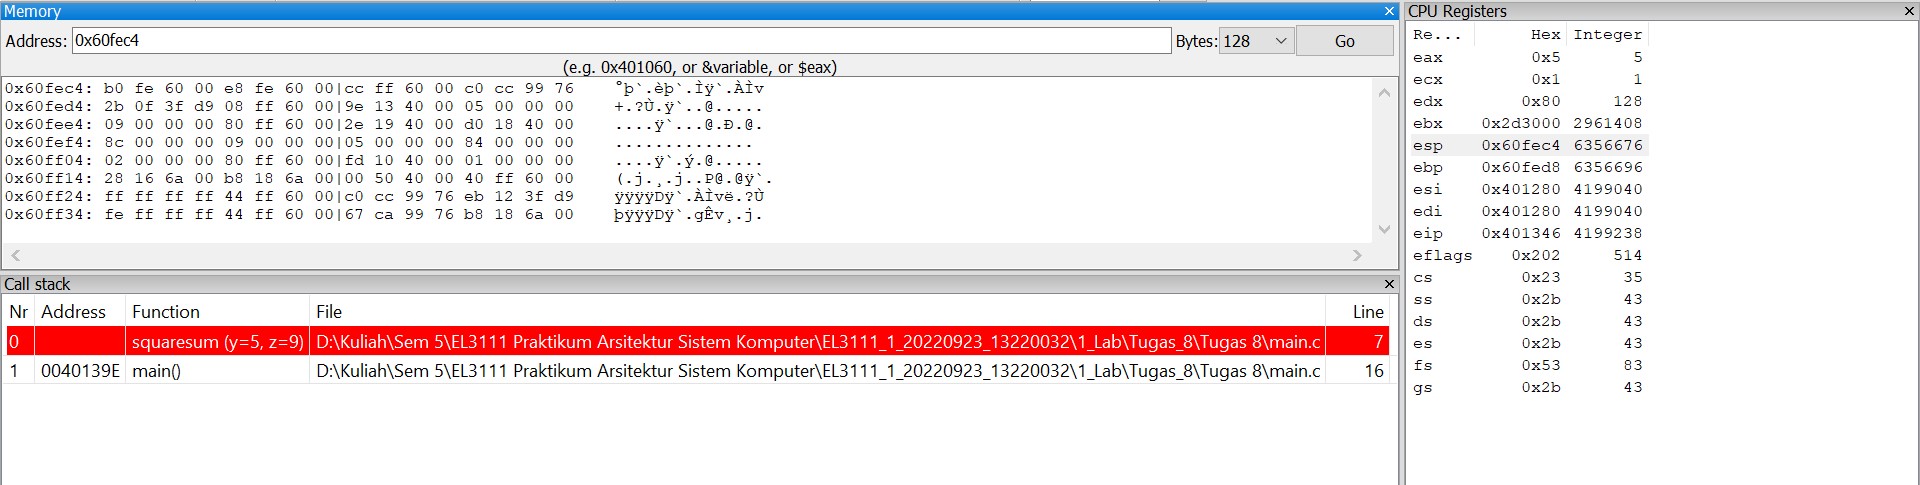 Memory
Address: 0x60fec4 Bytes: 128 Go
(e.g. 0x401060, or &variable, or $eax)
0x60fec4: b0 fe 60 00 e8 fe 60 00|cc ff 60 00 c0 cc 99 76 °þ`.èþ`.Ìÿ`.ÀÌv
0x60fed4: 2b 0f 3f d9 08 ff 60 00|9e 13 40 00 05 00 00 00 +.?Ù.ÿ`..@.....
0x60fee4: 09 00 00 00 80 ff 60 00|2e 19 40 00 d0 18 40 00 ....ÿ`...@.Ð.@.
0x60fef4: 8c 00 00 00 09 00 00 00|05 00 00 00 84 00 00 00 ..............
0x60ff04: 02 00 00 00 80 ff 60 00|fd 10 40 00 01 00 00 00 ....ÿ`.ý.@.....
0x60ff14: 28 16 6a 00 b8 18 6a 00|00 50 40 00 40 ff 60 00 (.j.¸.j..P@.@ÿ`.
0x60ff24: ff ff ff ff 44 ff 60 00|c0 cc 99 76 eb 12 3f d9 ÿÿÿÿDÿ`.ÀÌvë.?Ù
0x60ff34: fe ff ff ff 44 ff 60 00|67 ca 99 76 b8 18 6a 00 þÿÿÿDÿ`.gÊv¸.j.
Call stack
Nr Address Function File Line
0 squaresum (y=5, z=9) D:\Kuliah\Sem 5\EL3111 Praktikum Arsitektur Sistem Komputer\EL3111_1_20220923_13220032\1_Lab\Tugas_8\Tugas 8\main.c 7
1 0040139E main() D:\Kuliah\Sem 5\EL3111 Praktikum Arsitektur Sistem Komputer\EL3111_1_20220923_13220032\1_Lab\Tugas_8\Tugas 8\main.c 16
CPU Registers
Re... Hex Integer
eax 0x5 5
ecx 0x1 1
edx 0x80 128
ebx 0x2d3000 2961408
esp 0x60fec4 6356676
ebp 0x60fed8 6356696
esi 0x401280 4199040
edi 0x401280 4199040
eip 0x401346 4199238
eflags 0x202 514
cs 0x23 35
ss 0x2b 43
ds 0x2b 43
es 0x2b 43
fs 0x53 83
gs 0x2b 43